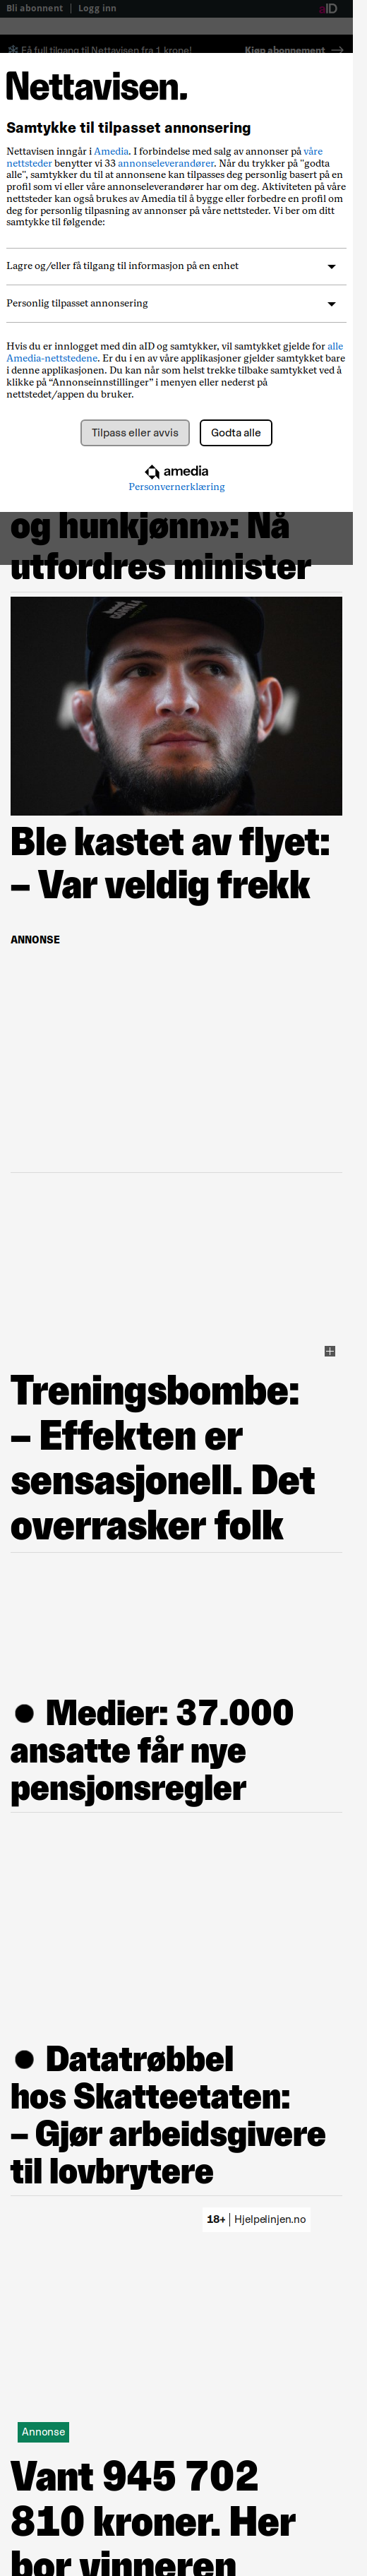 Bli abonnent | Logg inn
aID
Få full tilgang til Nettavisen fra 1 krone!
Kjøp abonnement →
Nettavisen.
Samtykke til tilpasset annonsering
Nettavisen inngår i Amedia. I forbindelse med salg av annonser på våre
nettsteder benytter vi 33 annonseleverandører. Når du trykker på "godta
alle", samtykker du til at annonsene kan tilpasses deg personlig basert på en
profil som vi eller våre annonseleverandører har om deg. Aktiviteten på våre
nettsteder kan også brukes av Amedia til å bygge eller forbedre en profil om
deg for personlig tilpasning av annonser på våre nettsteder. Vi ber om ditt
samtykke til følgende:
Lagre og/eller få tilgang til informasjon på en enhet
Personlig tilpasset annonsering
Hvis du er innlogget med din aID og samtykker, vil samtykket gjelde for alle
Amedia-nettstedene. Er du i en av våre applikasjoner gjelder samtykket bare
i denne applikasjonen. Du kan når som helst trekke tilbake samtykket ved å
klikke på “Annonseinnstillinger” i menyen eller nederst på
nettstedet/appen du bruker.
Tilpass eller avvis
Godta alle
amedia
Personvernerklæring
og hunkjønn»: Nå
utfordres minister
Ble kastet av flyet:
– Var veldig frekk
ANNONSE
Treningsbombe:
– Effekten er
sensasjonell. Det
overrasker folk
● Medier: 37.000
ansatte får nye
pensjonsregler
● Datatrøbbel
hos Skatteetaten:
– Gjør arbeidsgivere
til lovbrytere
18+ | Hjelpelinjen.no
Annonse
Vant 945 702
810 kroner. Her
bor vinneren